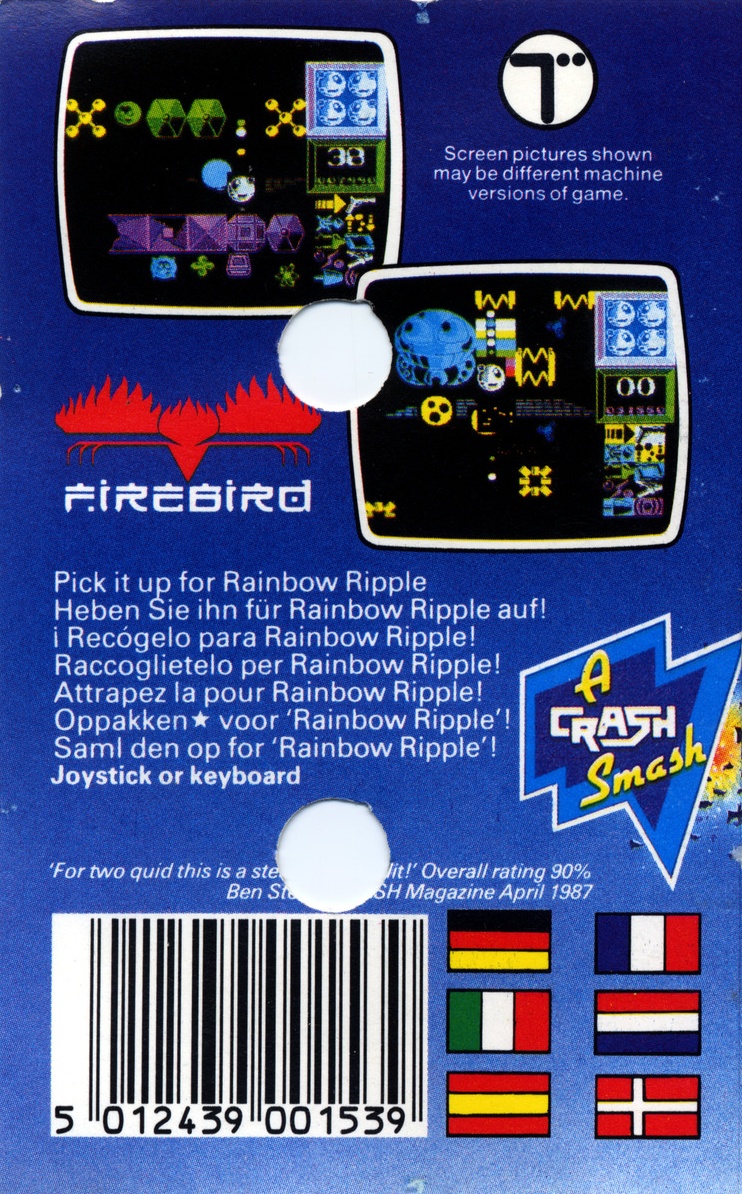 38
Screen pictures shown
may be different machine
versions of game.
00
FIREBIRD
Pick it up for Rainbow Ripple
Heben Sie ihn für Rainbow Ripple auf!
¡ Recógelo para Rainbow Ripple!
Raccoglietelo per Rainbow Ripple!
Attrapez la pour Rainbow Ripple!
Oppakken★ voor ‘Rainbow Ripple’!
Saml den op for ‘Rainbow Ripple’!
Joystick or keyboard
A
CRASH
Smash
‘For two quid this is a it!’ Overall rating 90%
Ben Magazine April 1987
5 012439 001539